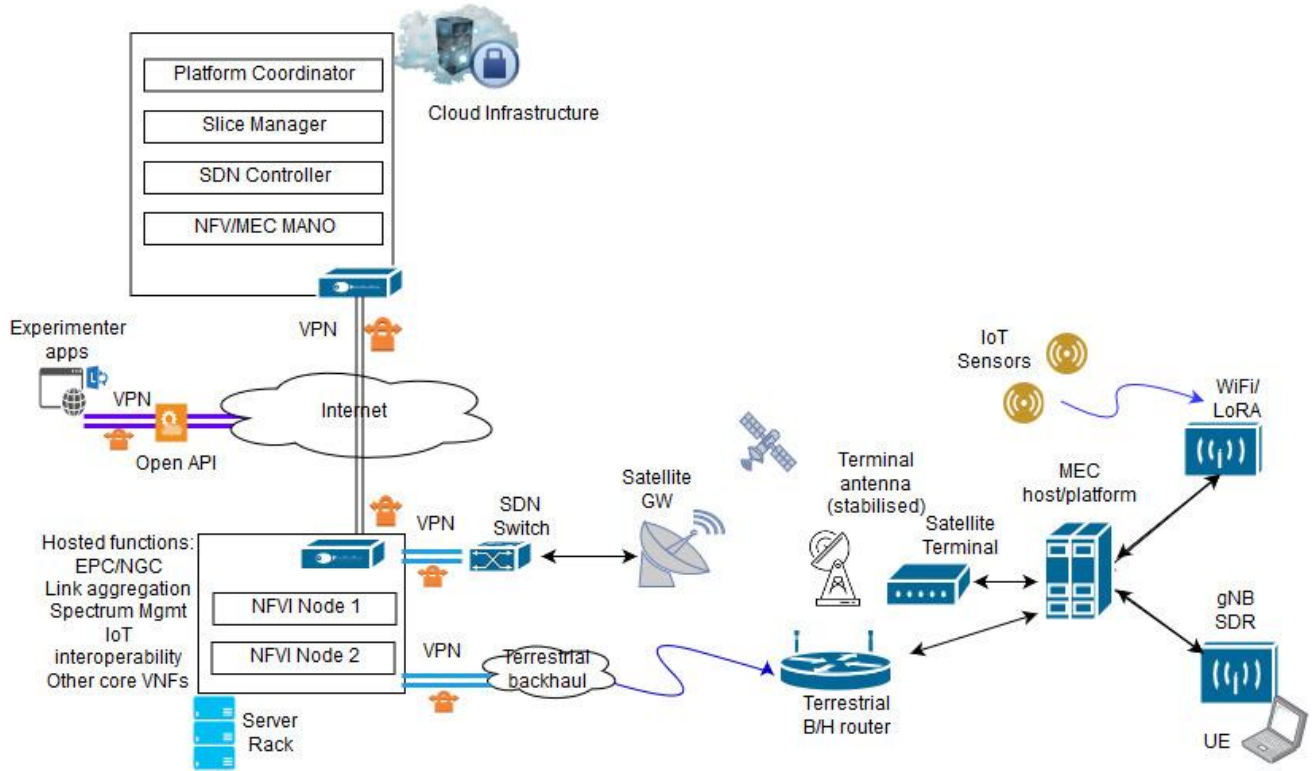 Platform Coordinator
Slice Manager
SDN Controller
NFV/MEC MANO
Cloud Infrastructure
VPN
Experimenter
apps
VPN
Open API
Internet
IoT
Sensors
WiFi/
LoRA
Hosted functions:
EPC/NGC
Link aggregation
Spectrum Mgmt
IoT
interoperability
Other core VNFs
NFVI Node 1
NFVI Node 2
Server
Rack
VPN
SDN
Switch
Satellite
GW
VPN
Terrestrial
backhaul
Terminal
antenna
(stabilised)
Satellite
Terminal
MEC
host/platform
Terrestrial
B/H router
gNB
SDR
UE